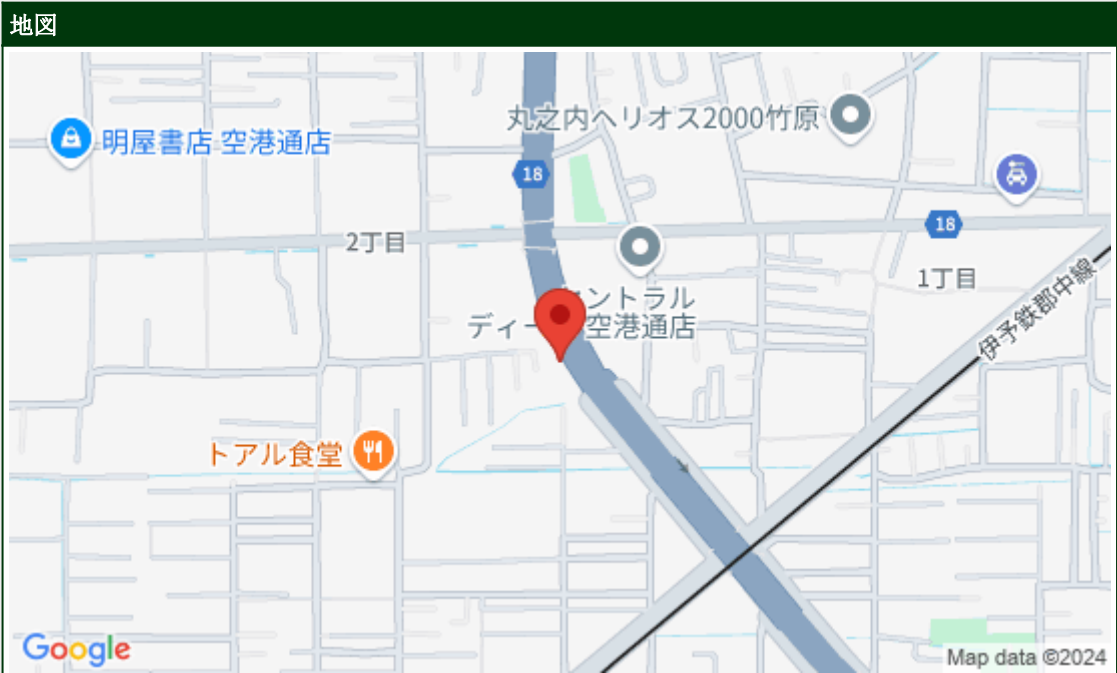 地図
丸之内ヘリオス2000竹原
明屋書店 空港通店
18
18
2丁目
1丁目
ントラル
ディー 空港通店
伊予鉄郡中線
トアル食堂
Google
Map data ©2024